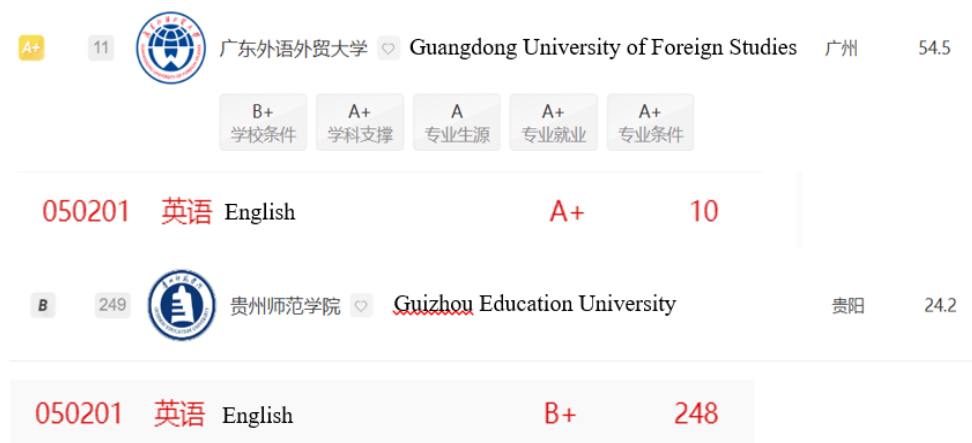 A+ 11 广东外语外贸大学 Guangdong University of Foreign Studies 广州 54.5
B+ A+ A A+ A+
学校条件 学科支撑 专业生源 专业就业 专业条件
050201 英语 English A+ 10
B 249 贵州师范学院 Guizhou Education University 贵阳 24.2
050201 英语 English B+ 248